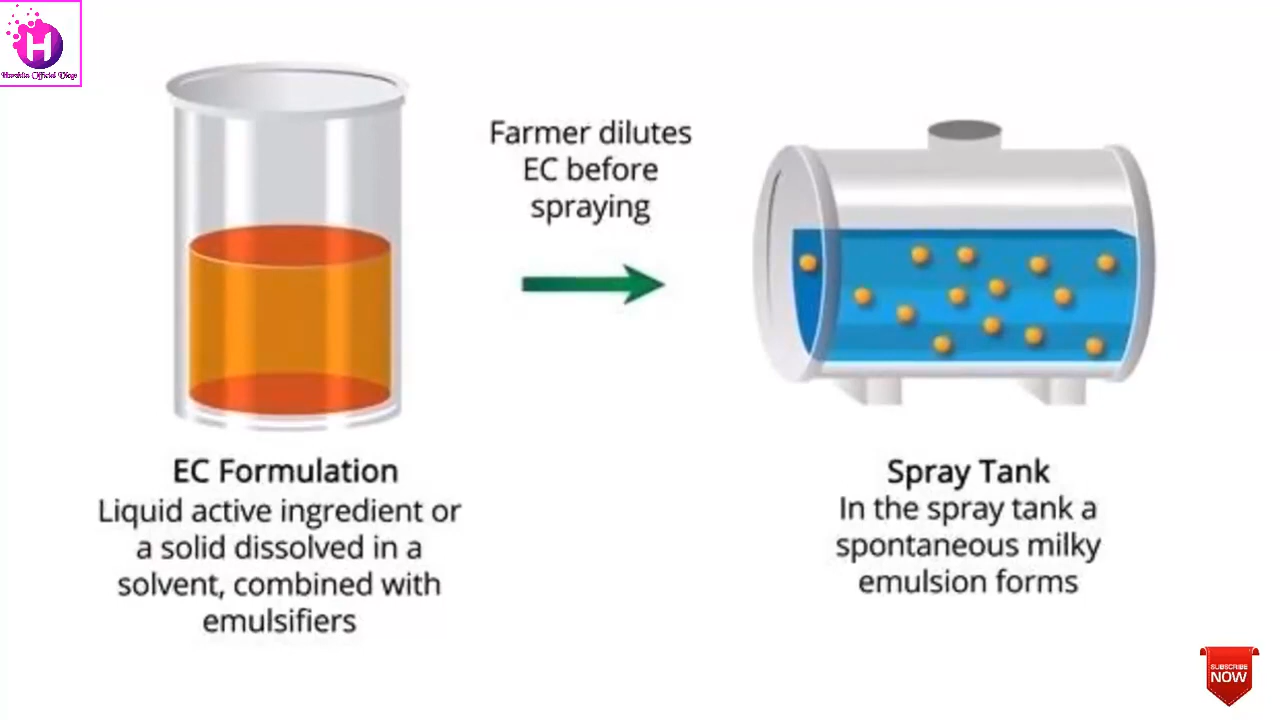 H
Farmer dilutes
EC before
spraying
EC Formulation
Liquid active ingredient or
a solid dissolved in a
solvent, combined with
emulsifiers
Spray Tank
In the spray tank a
spontaneous milky
emulsion forms
SUBSCRIBE
NOW